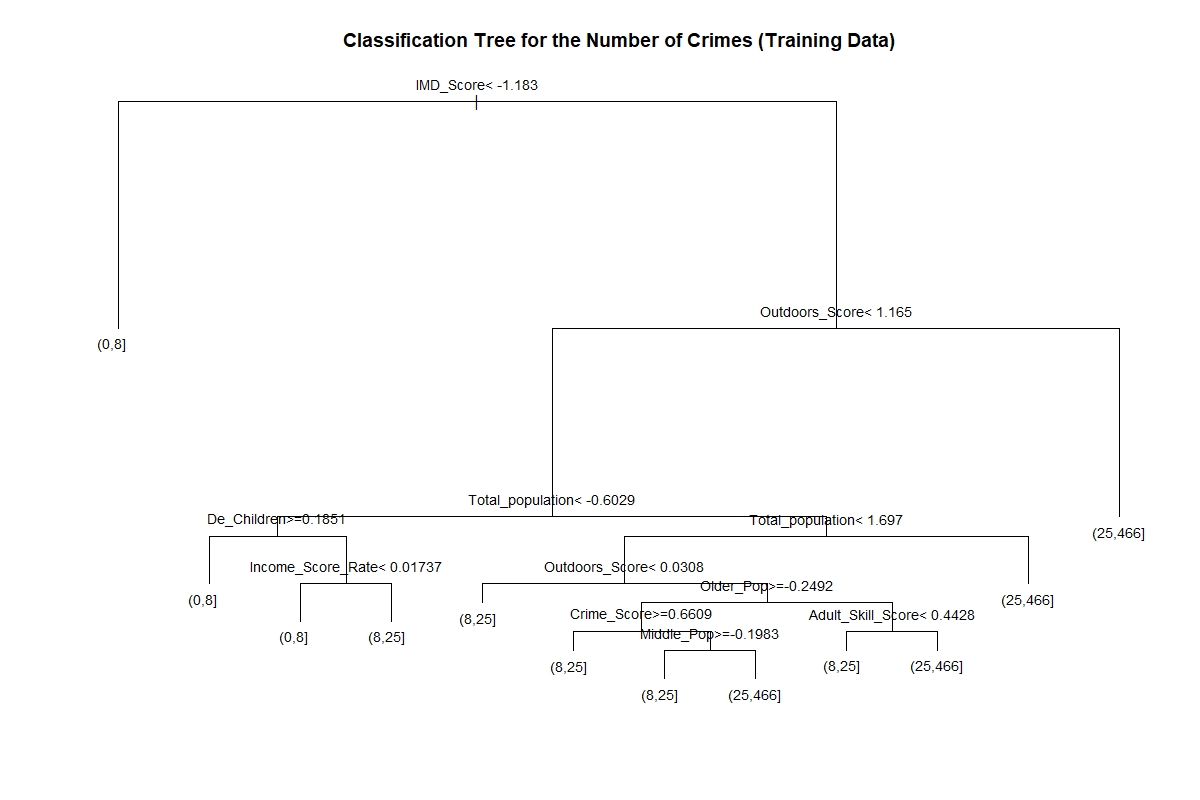 Classification Tree for the Number of Crimes (Training Data)
IMD_Score< -1.183
Outdoors_Score< 1.165
(0,8]
Total_population< -0.6029
De_Children>=0.1851
Total_population< 1.697
(25,466]
Income_Score_Rate< 0.01737
Outdoors_Score< 0.0308
Older_Pop>=-0.2492
(0,8]
(25,466]
Crime_Score>=0.6609
Adult_Skill_Score< 0.4428
(8,25]
Middle_Pop>=-0.1983
(0,8]
(8,25]
(8,25]
(8,25]
(25,466]
(8,25]
(25,466]